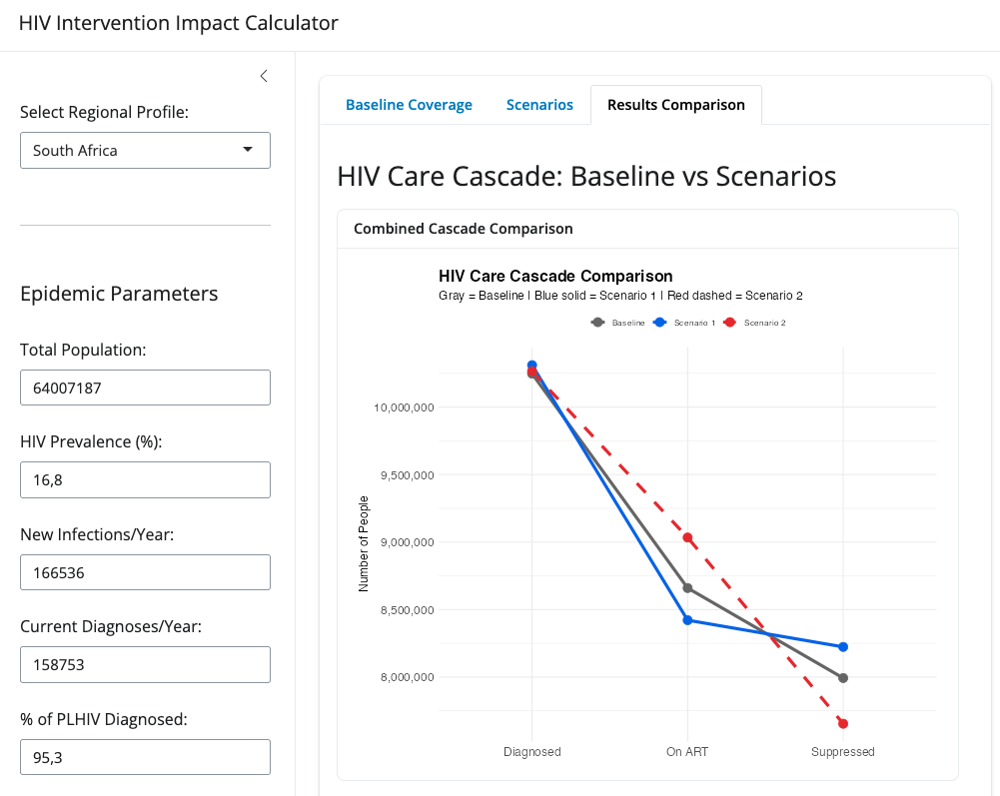 HIV Intervention Impact Calculator
Select Regional Profile:
South Africa
Epidemic Parameters
Total Population:
64007187
HIV Prevalence (%):
16,8
New Infections/Year:
166536
Current Diagnoses/Year:
158753
% of PLHIV Diagnosed:
95,3
Baseline Coverage
Scenarios
Results Comparison
HIV Care Cascade: Baseline vs Scenarios
Combined Cascade Comparison
HIV Care Cascade Comparison
Gray = Baseline | Blue solid = Scenario 1 | Red dashed = Scenario 2
Baseline Scenario 1 Scenario 2
Number of People
10,000,000
9,500,000
9,000,000
8,500,000
8,000,000
Diagnosed On ART Suppressed